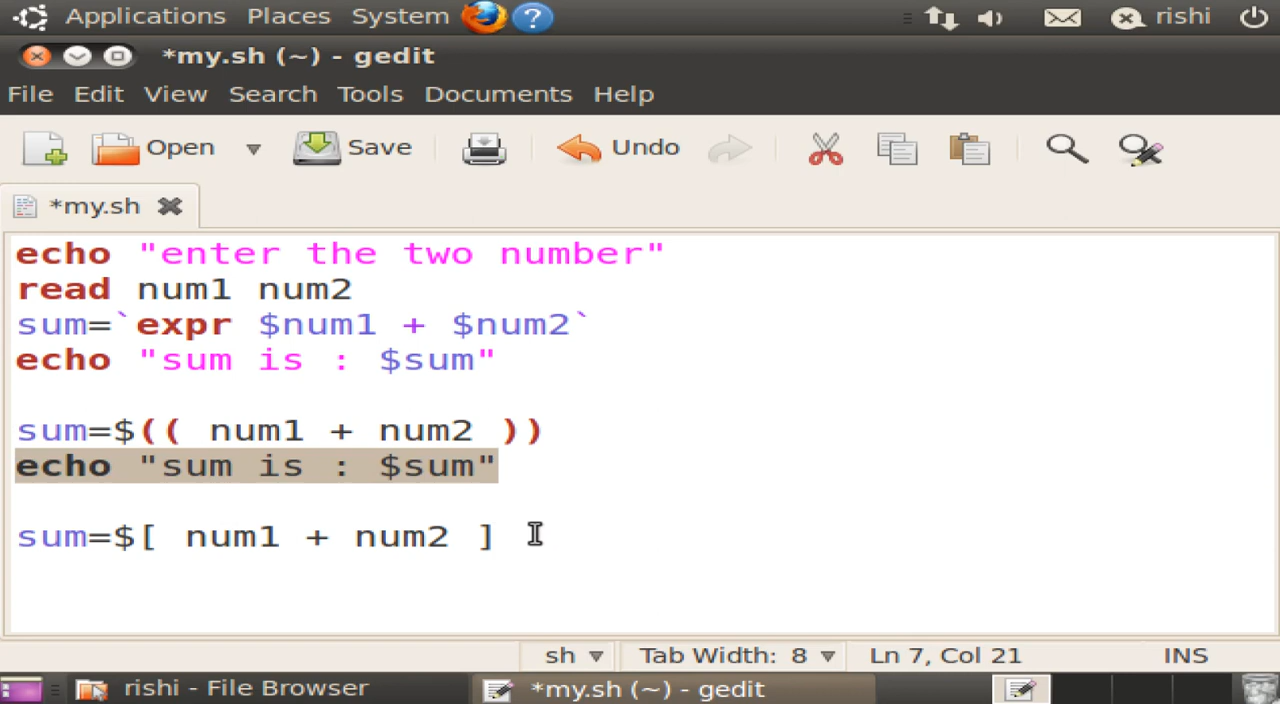 Applications Places System ? rishi
*my.sh (~) - gedit
File Edit View Search Tools Documents Help
Open Save Undo
*my.sh
echo "enter the two number"
read num1 num2
sum=`expr $num1 + $num2`
echo "sum is : $sum"
sum=$(( num1 + num2 ))
echo "sum is : $sum"
sum=$[ num1 + num2 ]
sh Tab Width: 8 Ln 7, Col 21 INS
rishi - File Browser *my.sh (~) - gedit